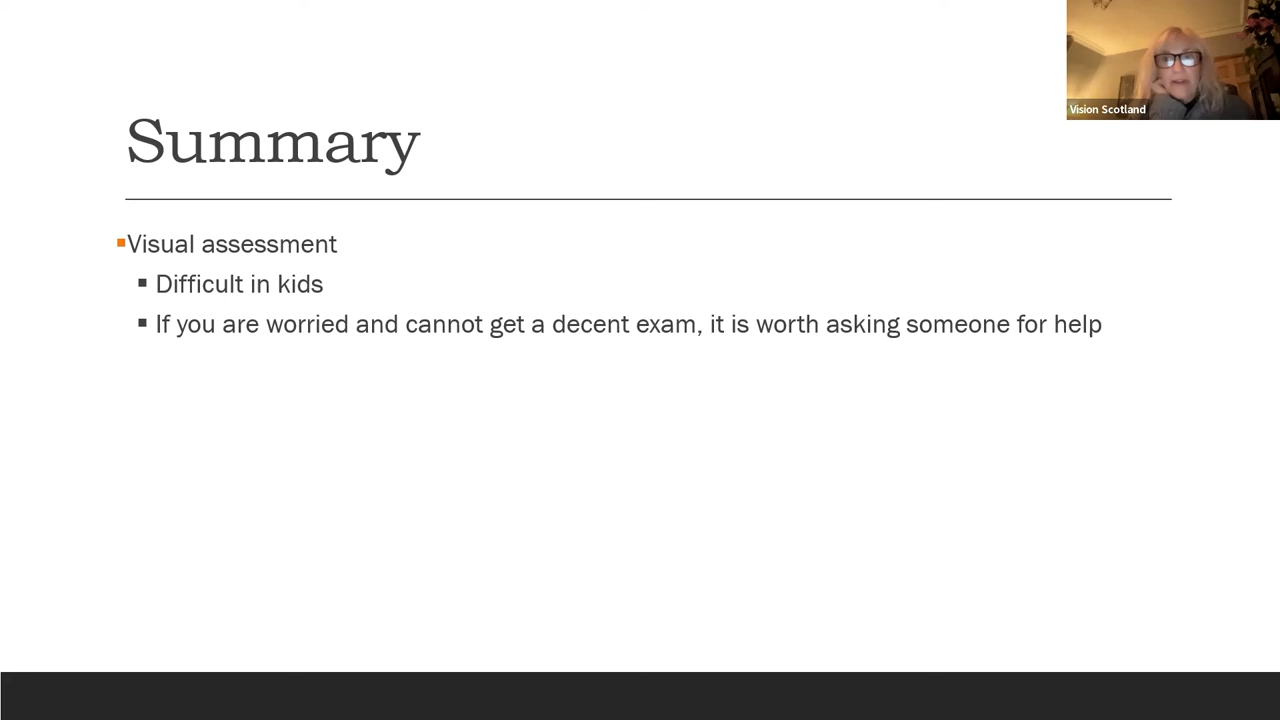 Vision Scotland
Summary
Visual assessment
Difficult in kids
If you are worried and cannot get a decent exam, it is worth asking someone for help